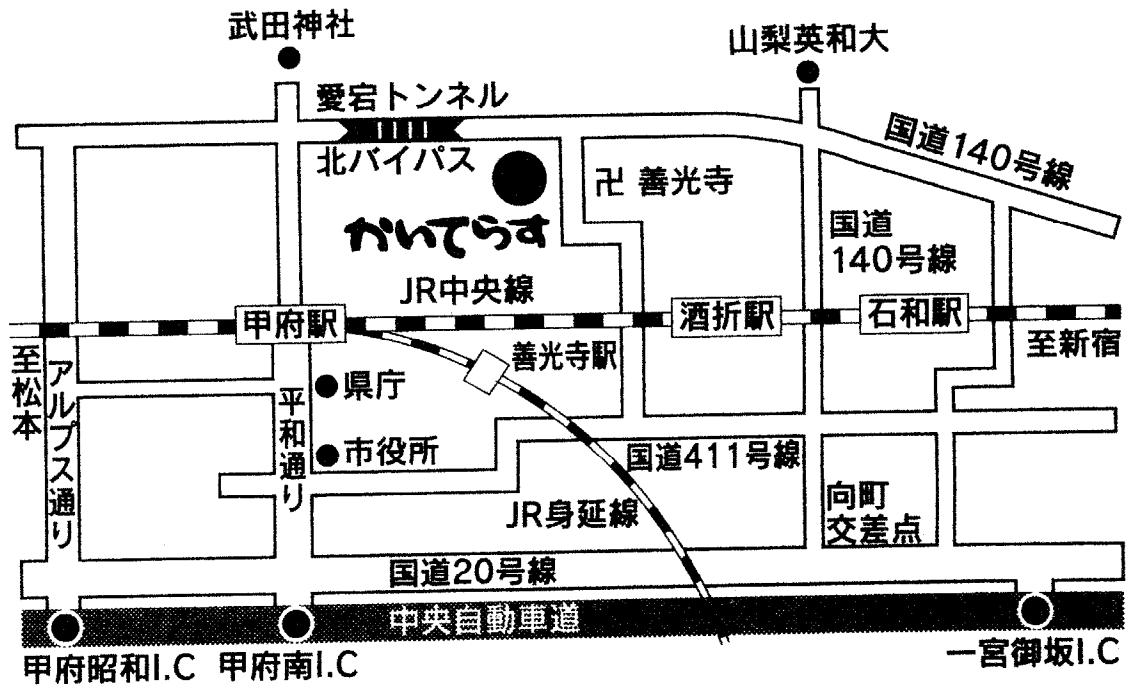 武田神社
山梨英和大
愛宕トンネル
北バイパス
国道140号線
卍 善光寺
かいてらす
国道
140号線
JR中央線
甲府駅
酒折駅
石和駅
至新宿
至松本
アルプス通り
善光寺駅
県庁
平和通り
市役所
国道411号線
向町
交差点
JR身延線
国道20号線
中央自動車道
甲府昭和I.C
甲府南I.C
一宮御坂I.C